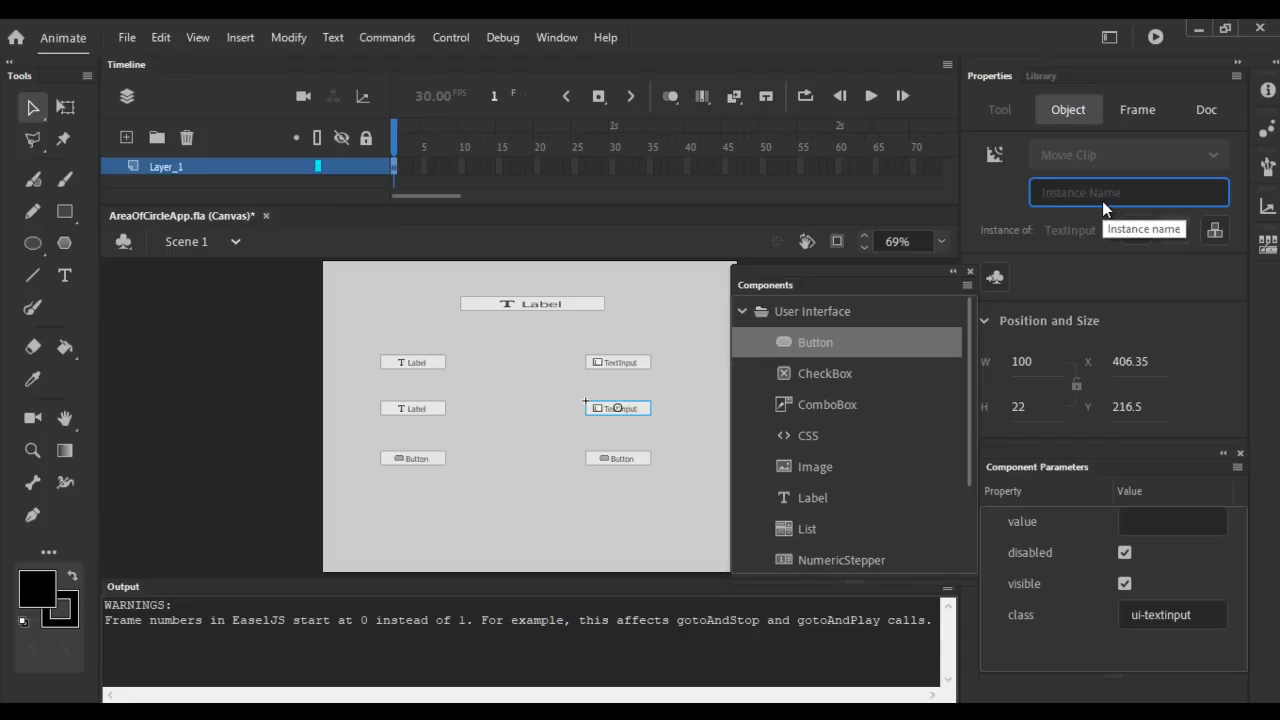 Animate
File Edit View Insert Modify Text Commands Control Debug Window Help
Tools
Timeline
Properties Library
30.00 FPS 1 F
Tool Object Frame Doc
1s 2s
5 10 15 20 25 30 35 40 45 50 55 60 65 70
Layer_1
Movie Clip
Instance Name
AreaOfCircleApp.fla (Canvas)* ×
Instance of: TextInput
Instance name
Scene 1
69%
Components
Label
User Interface
Position and Size
Button
Label
TextInput
W 100 X 406.35
CheckBox
Label
TextInput
ComboBox
H 22 Y 216.5
CSS
Button
Button
Image
Component Parameters
Property Value
Label
value
List
disabled
NumericStepper
visible
Output
class ui-textinput
WARNINGS:
Frame numbers in EaselJS start at 0 instead of 1. For example, this affects gotoAndStop and gotoAndPlay calls.